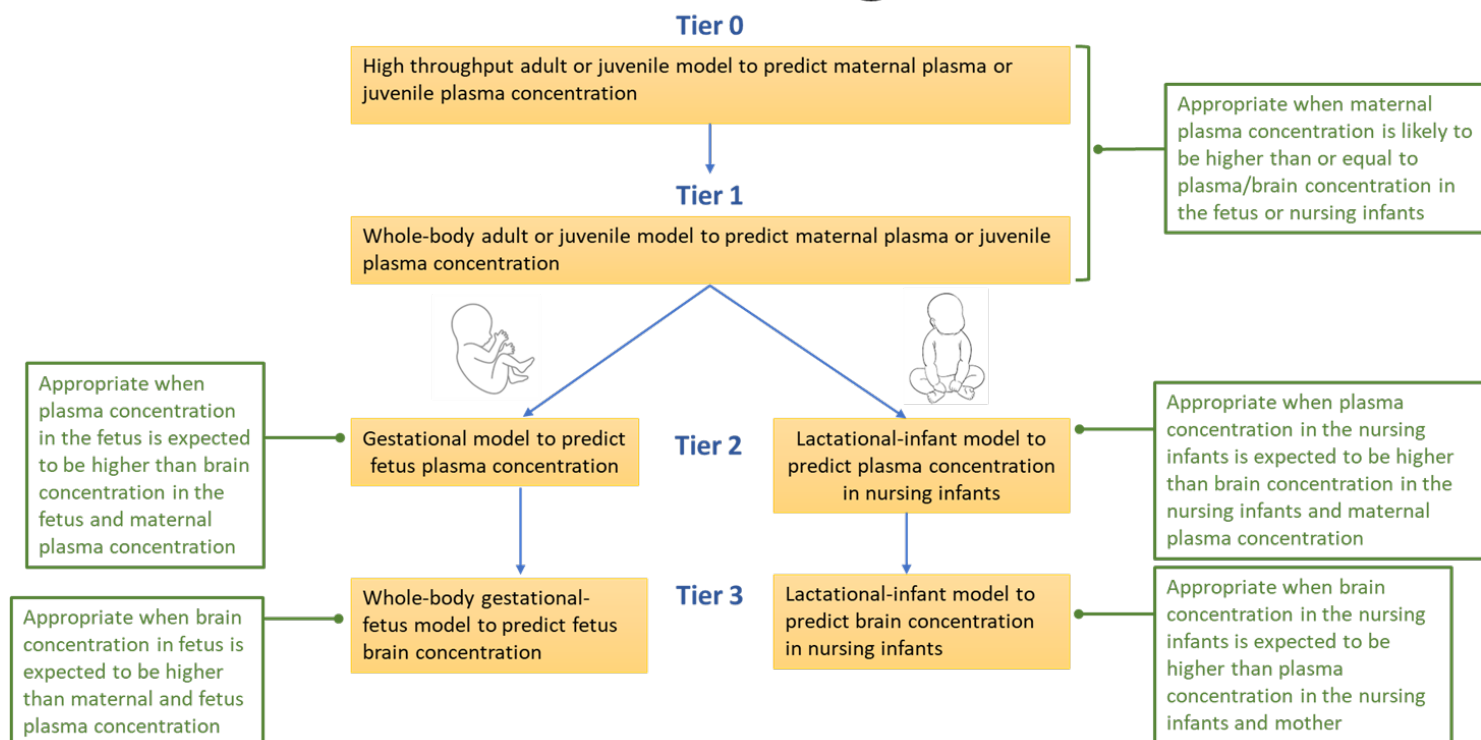 Tier 0
High throughput adult or juvenile model to predict maternal plasma or
juvenile plasma concentration
Appropriate when maternal
plasma concentration is likely to
be higher than or equal to
plasma/brain concentration in
the fetus or nursing infants
Tier 1
Whole-body adult or juvenile model to predict maternal plasma or juvenile
plasma concentration
Appropriate when
plasma concentration
in the fetus is expected
to be higher than brain
concentration in the
fetus and maternal
plasma concentration
Gestational model to predict
fetus plasma concentration
Tier 2
Lactational-infant model to
predict plasma concentration
in nursing infants
Appropriate when plasma
concentration in the nursing
infants is expected to be higher
than brain concentration in the
nursing infants and maternal
plasma concentration
Appropriate when brain
concentration in fetus is
expected to be higher
than maternal and fetus
plasma concentration
Whole-body gestational-
fetus model to predict fetus
brain concentration
Tier 3
Lactational-infant model to
predict brain concentration
in nursing infants
Appropriate when brain
concentration in the nursing
infants is expected to be
higher than plasma
concentration in the nursing
infants and mother